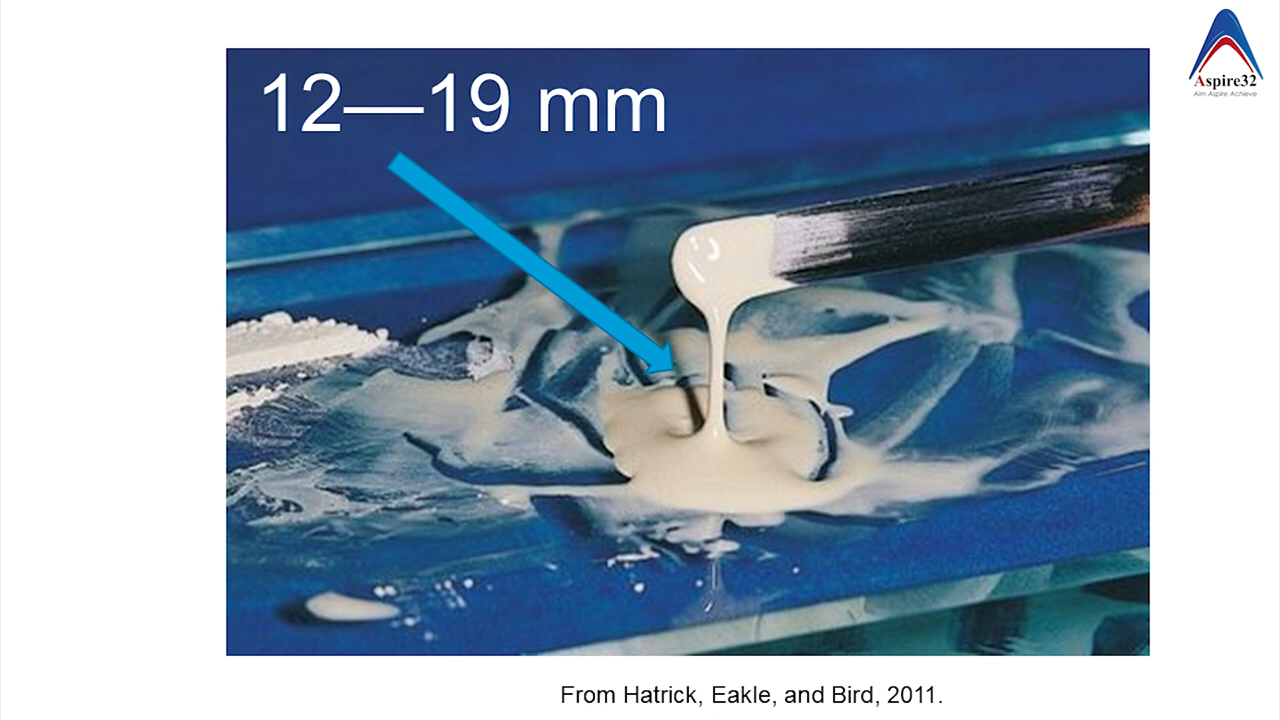 12—19 mm
Aspire32
Aim Aspire Achieve
From Hatrick, Eakle, and Bird, 2011.